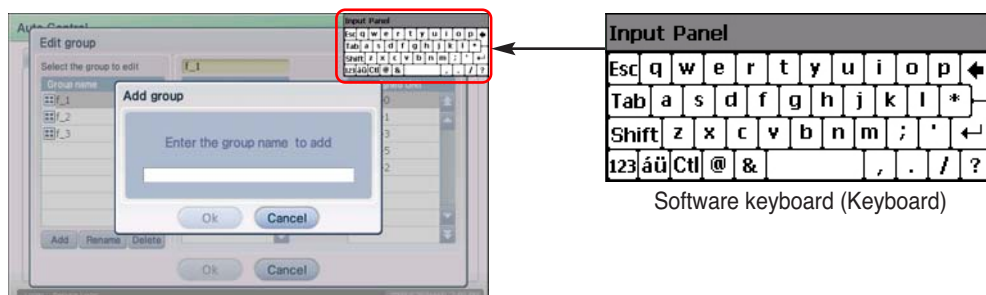 Auto Control
Edit group
Select the group to edit
f_1
Group name
f_1
f_2
f_3
Add group
Enter the group name to add
Ok Cancel
Add Rename Delete
Ok Cancel
Input Panel
Esc q w e r t y u i o p
Tab a s d f g h j k l *
Shift z x c v b n m ; '
123 áü Ctl @ & , . / ?
Input Panel
Esc q w e r t y u i o p
Tab a s d f g h j k l *
Shift z x c v b n m ; '
123 áü Ctl @ & , . / ?
Software keyboard (Keyboard)